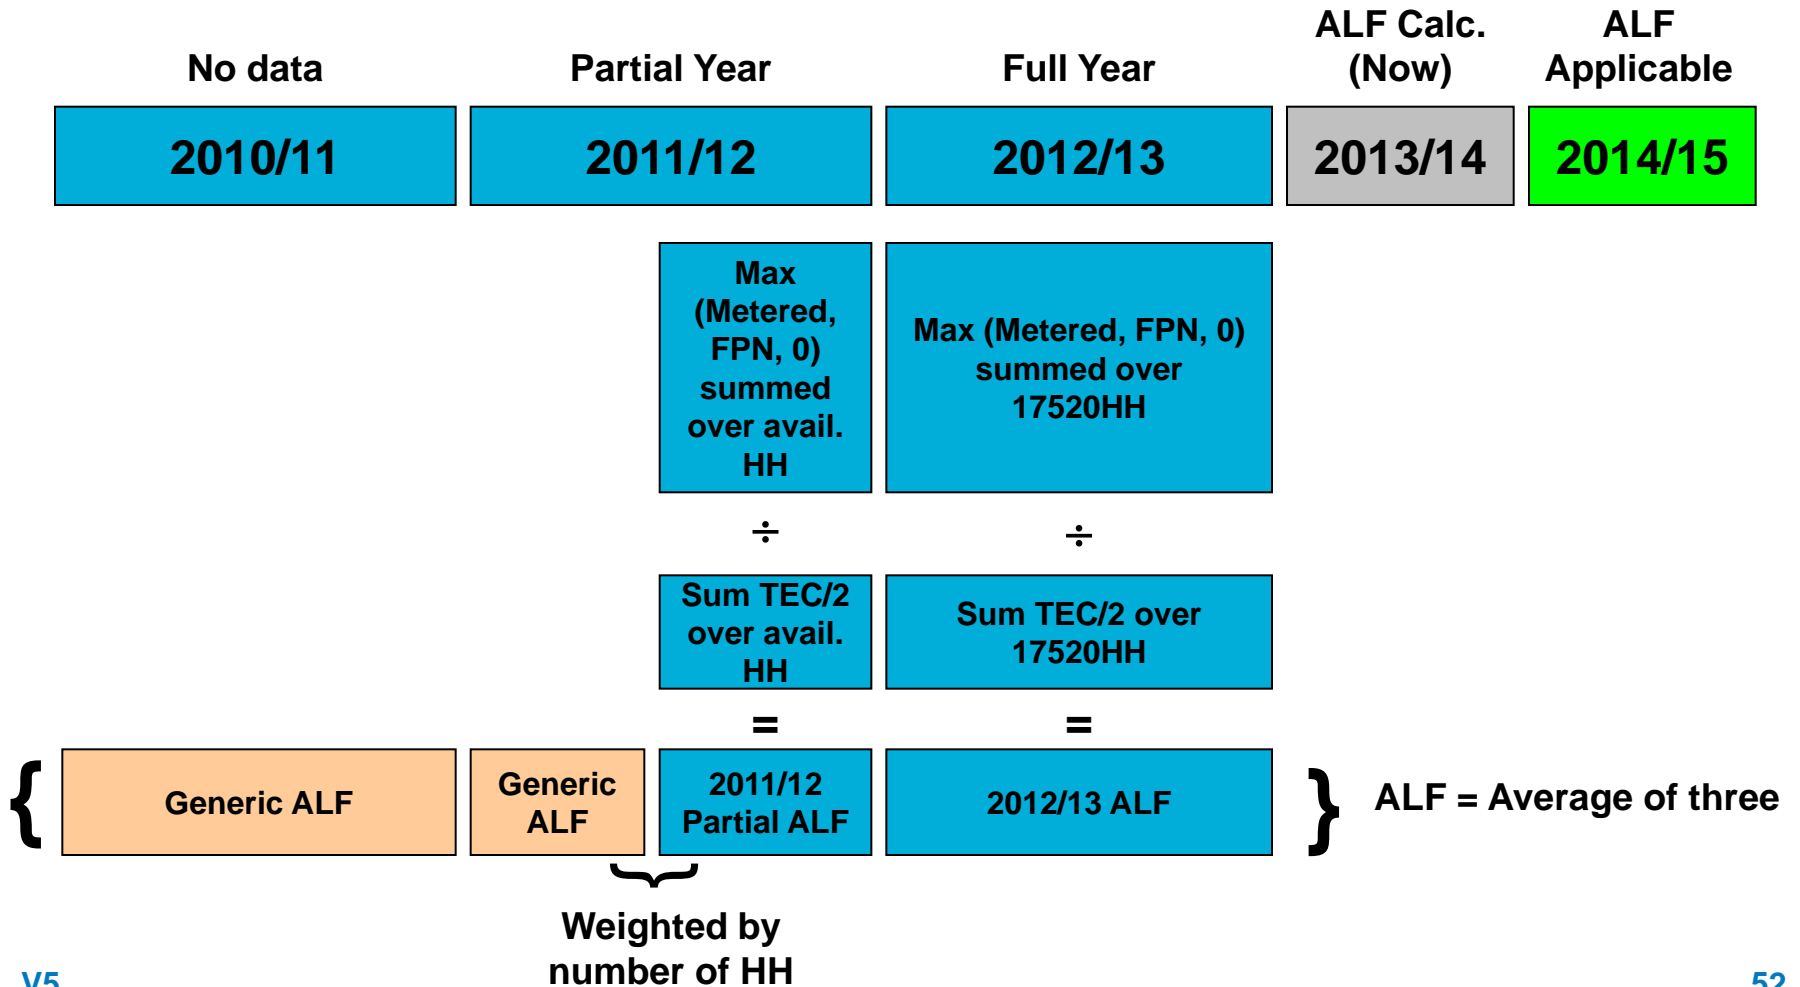 No data
Partial Year
Full Year
ALF Calc.
(Now)
ALF
Applicable
2010/11
2011/12
2012/13
2013/14
2014/15
Max
(Metered,
FPN, 0)
summed
over avail.
HH
Max (Metered, FPN, 0)
summed over
17520HH
÷
÷
Sum TEC/2
over avail.
HH
Sum TEC/2 over
17520HH
=
=
{
Generic ALF
Generic
ALF
2011/12
Partial ALF
2012/13 ALF
}
ALF = Average of three
Weighted by
number of HH
V5
52